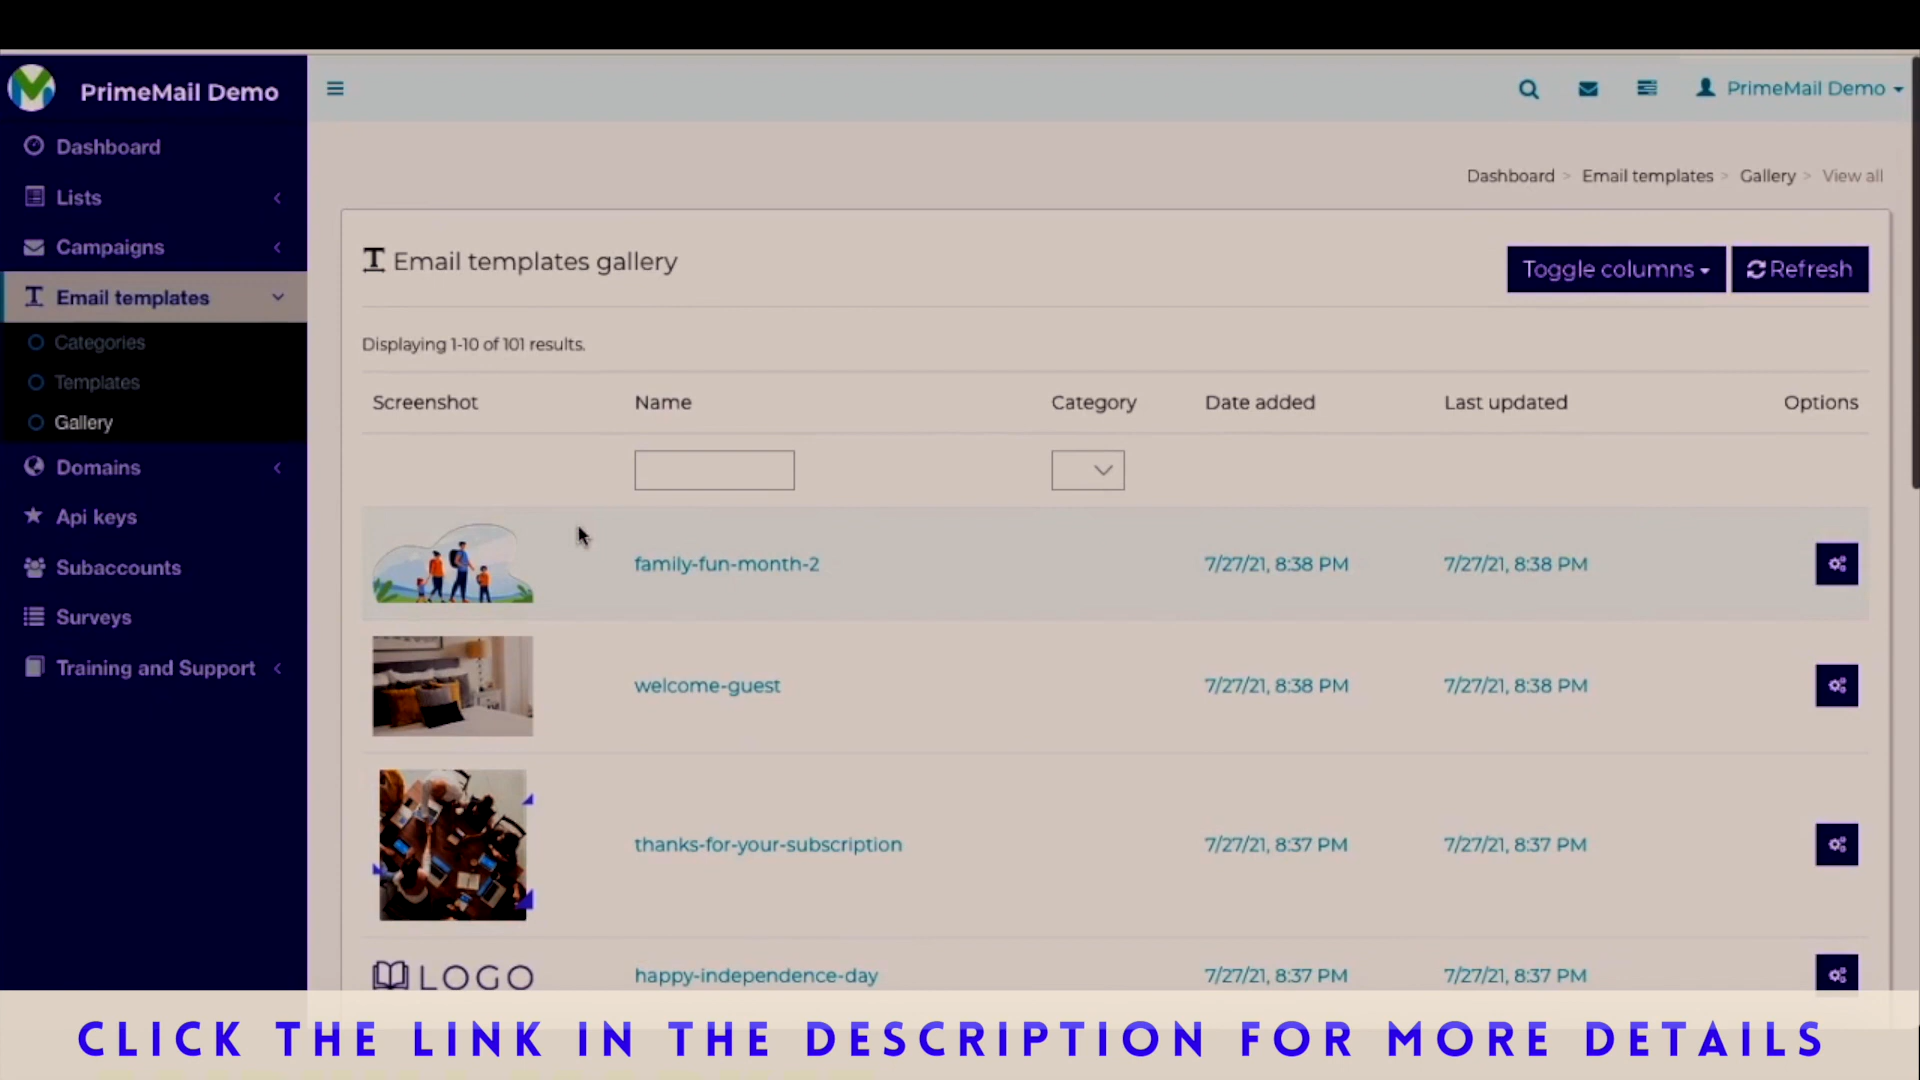 PrimeMail Demo
PrimeMail Demo
Dashboard
Lists
Campaigns
Email templates
Categories
Templates
Gallery
Domains
Api keys
Subaccounts
Surveys
Training and Support
Dashboard > Email templates > Gallery > View all
Email templates gallery
Toggle columns
Refresh
Displaying 1-10 of 101 results.
Screenshot Name Category Date added Last updated Options
family-fun-month-2 7/27/21, 8:38 PM 7/27/21, 8:38 PM
welcome-guest 7/27/21, 8:38 PM 7/27/21, 8:38 PM
thanks-for-your-subscription 7/27/21, 8:37 PM 7/27/21, 8:37 PM
LOGO happy-independence-day 7/27/21, 8:37 PM 7/27/21, 8:37 PM
CLICK THE LINK IN THE DESCRIPTION FOR MORE DETAILS